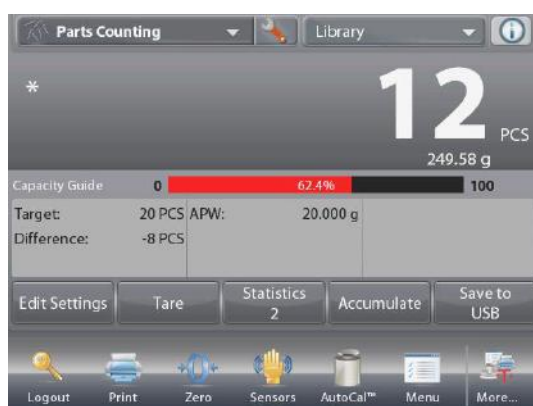 Parts Counting
Library
*
12 PCS
249.58 g
Capacity Guide 0 62.4% 100
Target: 20 PCS APW: 20.000 g
Difference: -8 PCS
Edit Settings Tare Statistics 2 Accumulate Save to USB
Logout Print Zero Sensors AutoCal™ Menu More...